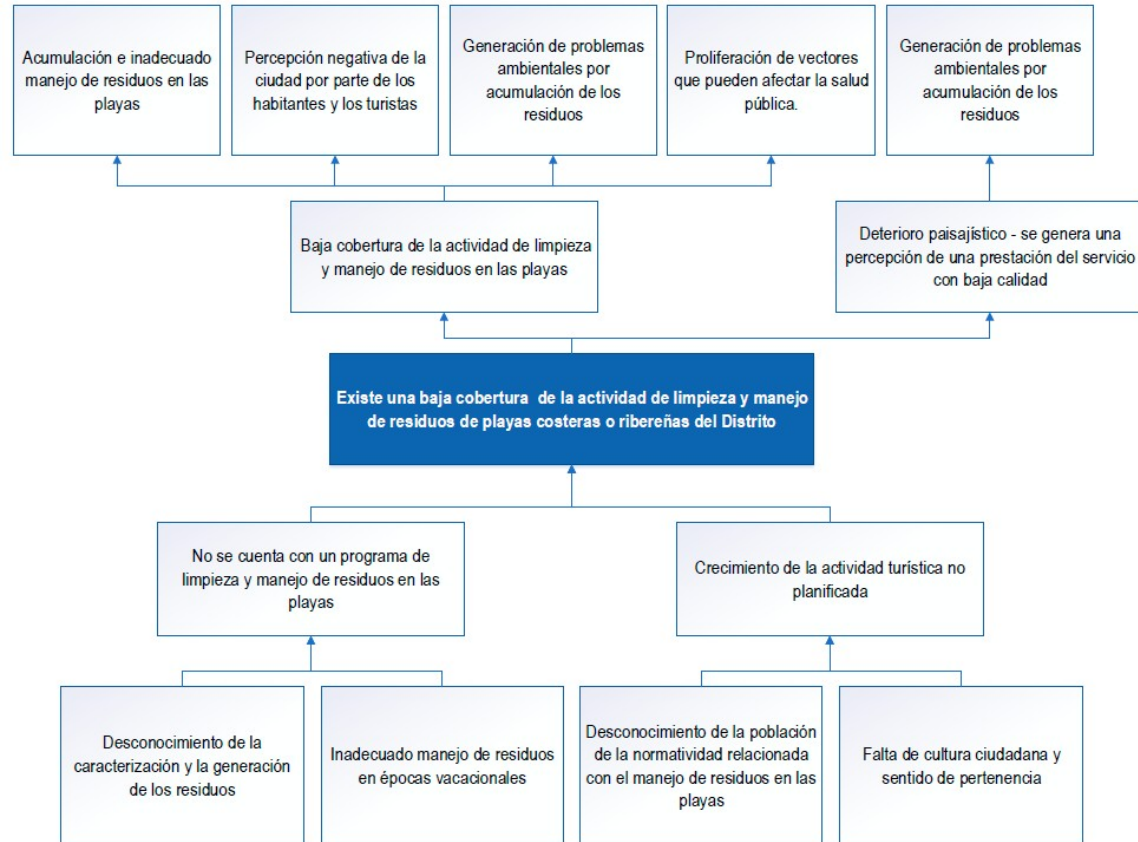 Acumulación e inadecuado
manejo de residuos en las
playas
Percepción negativa de la
ciudad por parte de los
habitantes y los turistas
Generación de problemas
ambientales por
acumulación de los
residuos
Proliferación de vectores
que pueden afectar la salud
pública.
Generación de problemas
ambientales por
acumulación de los
residuos
Baja cobertura de la actividad de limpieza
y manejo de residuos en las playas
Deterioro paisajístico - se genera una
percepción de una prestación del servicio
con baja calidad
Existe una baja cobertura de la actividad de limpieza y manejo
de residuos de playas costeras o ribereñas del Distrito
No se cuenta con un programa de
limpieza y manejo de residuos en las
playas
Crecimiento de la actividad turística no
planificada
Desconocimiento de la
caracterización y la generación
de los residuos
Inadecuado manejo de residuos
en épocas vacacionales
Desconocimiento de la población
de la normatividad relacionada
con el manejo de residuos en las
playas
Falta de cultura ciudadana y
sentido de pertenencia